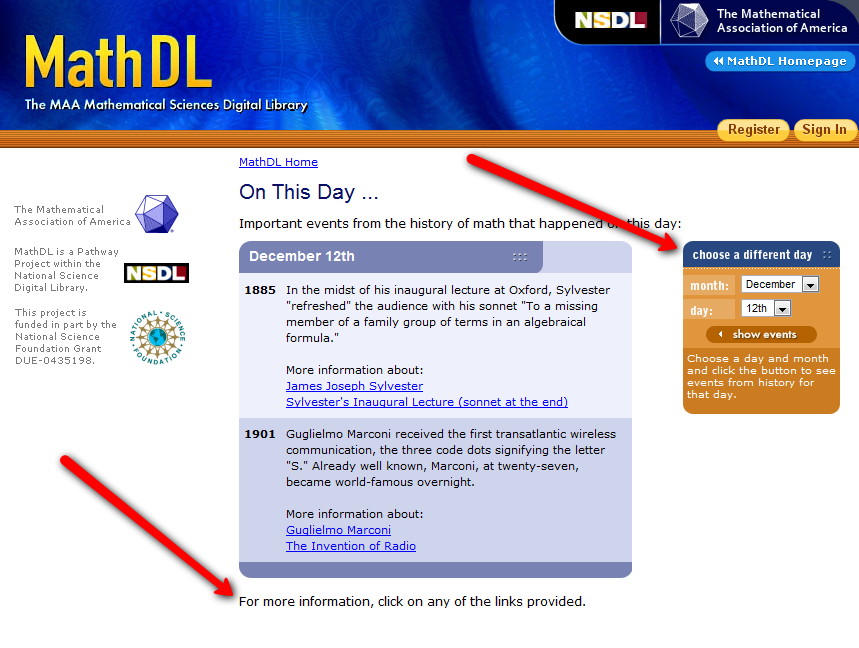 NSDL
The Mathematical
Association of America
MathDL
The MAA Mathematical Sciences Digital Library
MathDL Homepage
Register
Sign In
MathDL Home
On This Day ...
Important events from the history of math that happened on this day:
The Mathematical
Association of America
MathDL is a Pathway
Project within the
National Science
Digital Library.
NSDL
This project is
funded in part by the
National Science
Foundation Grant
DUE-0435198.
NATIONAL SCIENCE
FOUNDATION
December 12th
1885 In the midst of his inaugural lecture at Oxford, Sylvester
"refreshed" the audience with his sonnet "To a missing
member of a family group of terms in an algebraical
formula."
More information about:
James Joseph Sylvester
Sylvester's Inaugural Lecture (sonnet at the end)
1901 Guglielmo Marconi received the first transatlantic wireless
communication, the three code dots signifying the letter
"S." Already well known, Marconi, at twenty-seven,
became world-famous overnight.
More information about:
Guglielmo Marconi
The Invention of Radio
For more information, click on any of the links provided.
choose a different day
month: December
day: 12th
show events
Choose a day and month
and click the button to see
events from history for
that day.